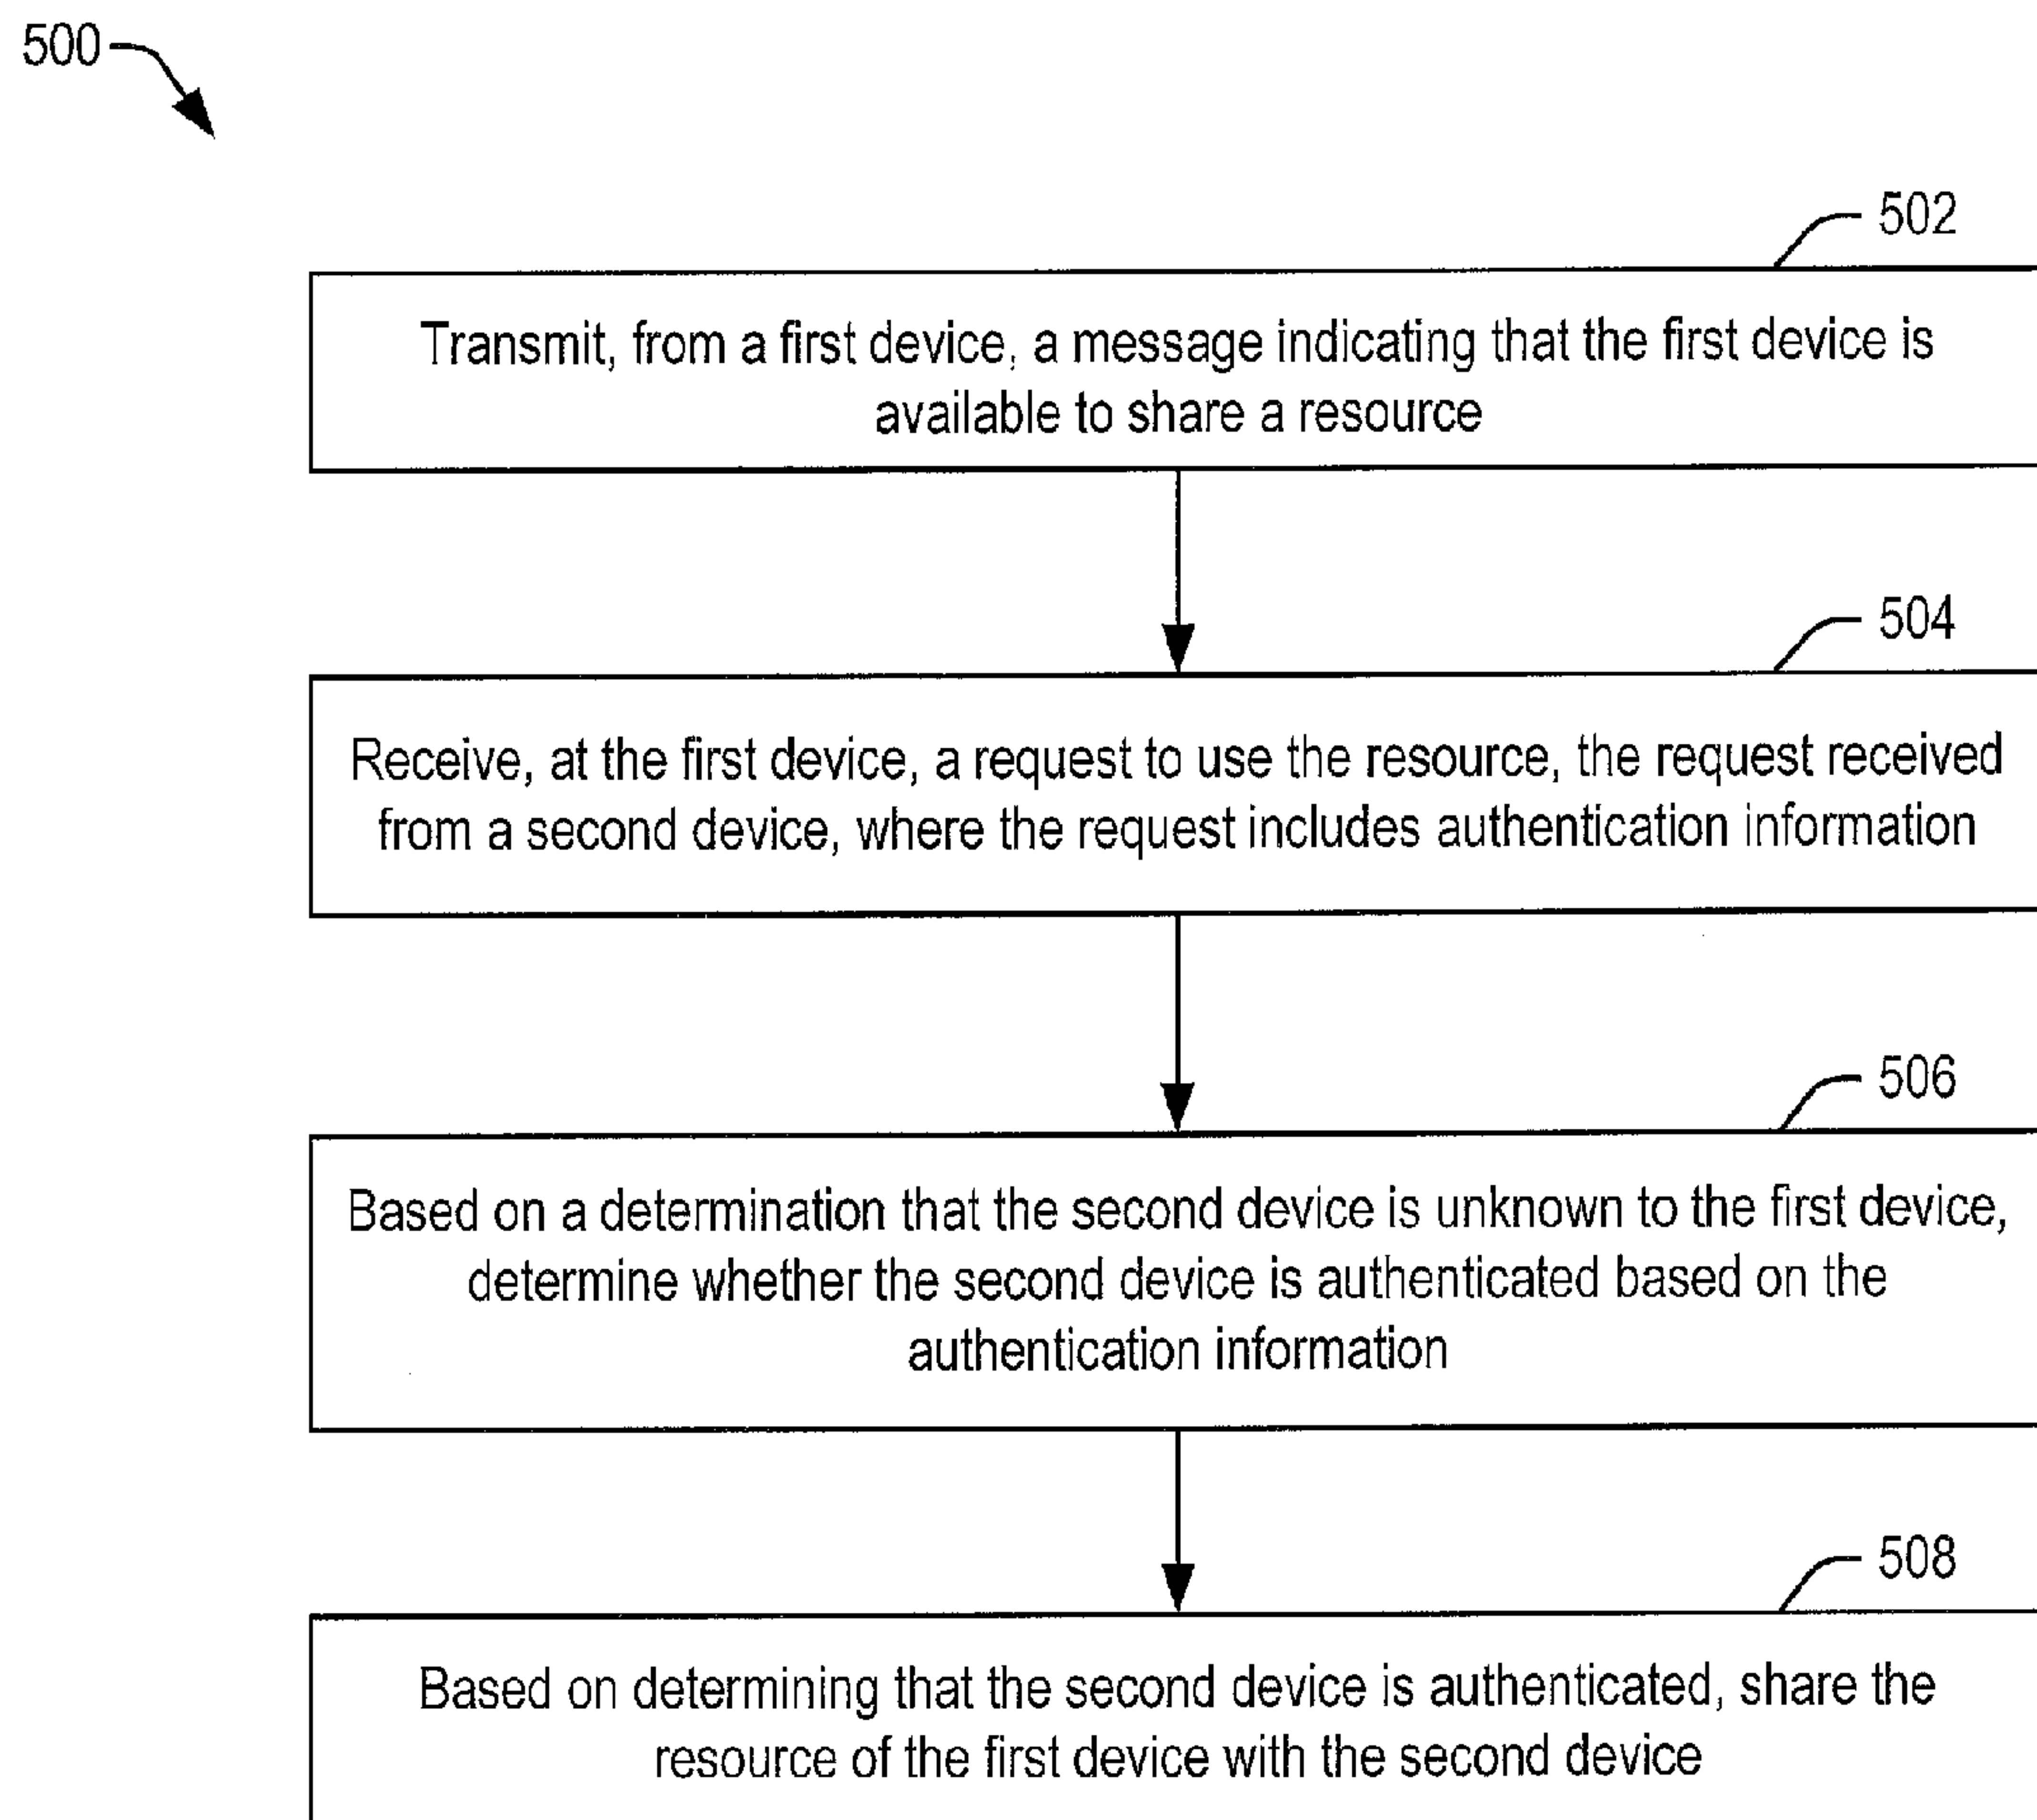 500
502
Transmit, from a first device, a message indicating that the first device is
available to share a resource
504
Receive, at the first device, a request to use the resource, the request received
from a second device, where the request includes authentication information
506
Based on a determination that the second device is unknown to the first device,
determine whether the second device is authenticated based on the
authentication information
508
Based on determining that the second device is authenticated, share the
resource of the first device with the second device